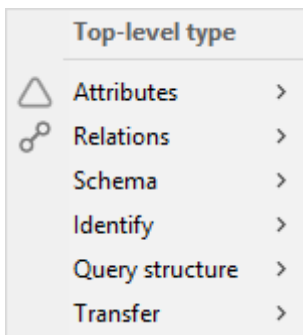 Top-level type
Attributes
Relations
Schema
Identify
Query structure
Transfer